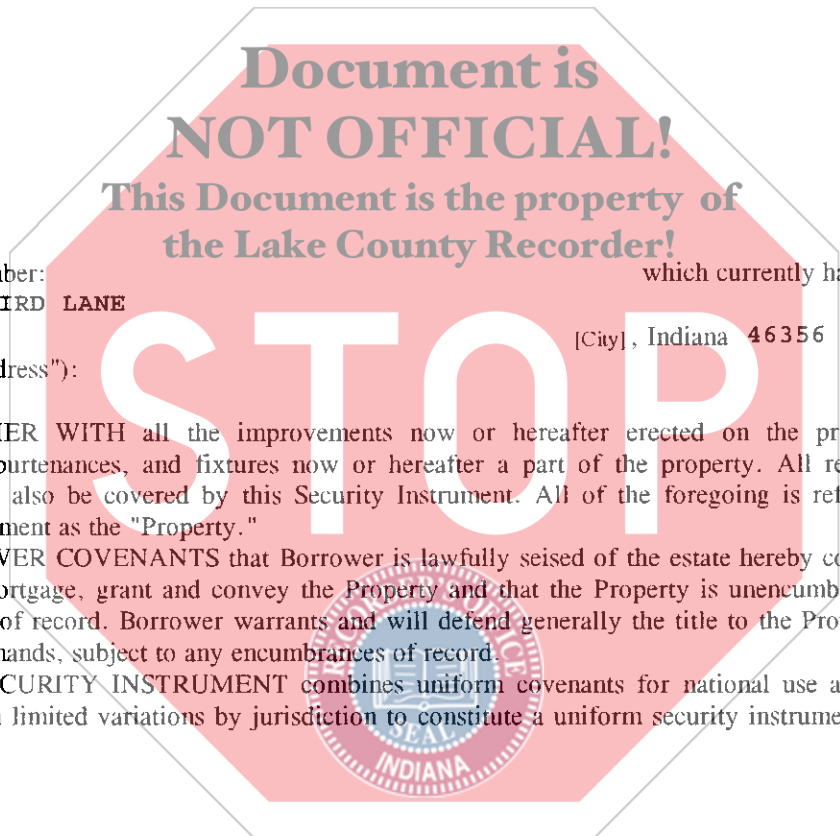 Document is
NOT OFFICIAL!
This Document is the property of
the Lake County Recorder!
ber:
which currently ha
IRD LANE
[City], Indiana 46356
dress"):
STOP
IER WITH all the improvements now or hereafter erected on the pr
purtenances, and fixtures now or hereafter a part of the property. All re
also be covered by this Security Instrument. All of the foregoing is ref
ment as the "Property."
VER COVENANTS that Borrower is lawfully seised of the estate hereby co
ortgage, grant and convey the Property and that the Property is unencumb
of record. Borrower warrants and will defend generally the title to the Pro
nands, subject to any encumbrances of record.
CURITY INSTRUMENT combines uniform covenants for national use a
limited variations by jurisdiction to constitute a uniform security instrume
RECORDER'S OFFICE
SEAL
INDIANA